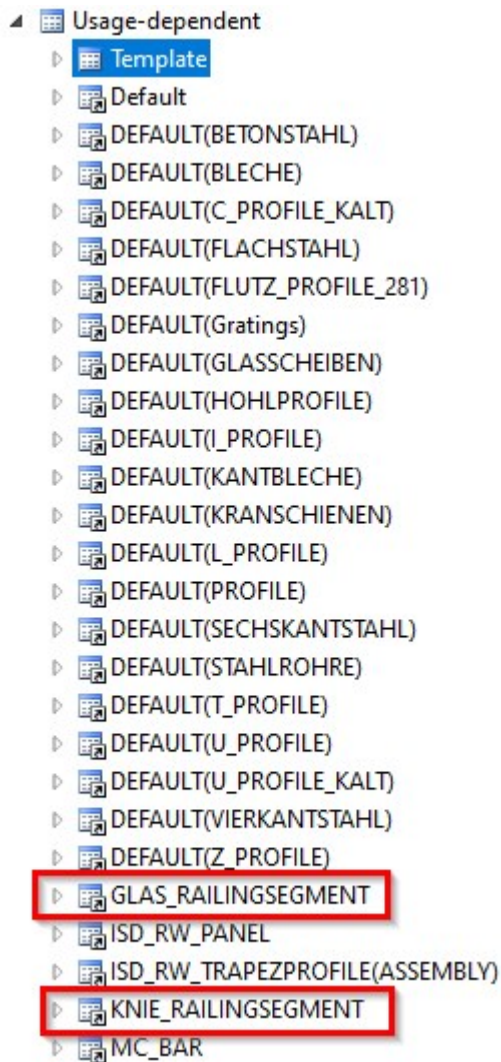 Usage-dependent
Template
Default
DEFAULT(BETONSTAHL)
DEFAULT(BLECHE)
DEFAULT(C_PROFILE_KALT)
DEFAULT(FLACHSTAHL)
DEFAULT(FLUTZ_PROFILE_281)
DEFAULT(Gratings)
DEFAULT(GLASSCHEIBEN)
DEFAULT(HOHLPROFILE)
DEFAULT(I_PROFILE)
DEFAULT(KANTBLECHE)
DEFAULT(KRANSCHIENEN)
DEFAULT(L_PROFILE)
DEFAULT(PROFILE)
DEFAULT(SECHSKANTSTAHL)
DEFAULT(STAHLROHRE)
DEFAULT(T_PROFILE)
DEFAULT(U_PROFILE)
DEFAULT(U_PROFILE_KALT)
DEFAULT(VIERKANTSTAHL)
DEFAULT(Z_PROFILE)
GLAS_RAILINGSEGMENT
ISD_RW_PANEL
ISD_RW_TRAPEZPROFILE(ASSEMBLY)
KNIE_RAILINGSEGMENT
MC_BAR